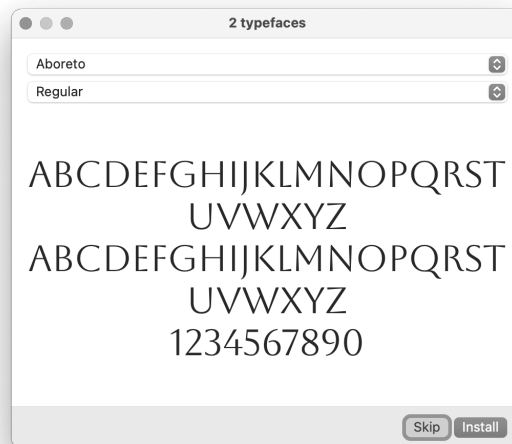 2 typefaces
Aboreto
Regular
ABCDEFGHIJKLMNOPQRST
UVWXYZ
ABCDEFGHIJKLMNOPQRST
UVWXYZ
1234567890
Skip Install